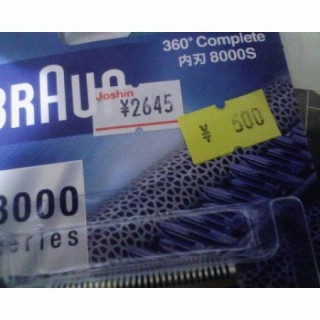 360° Complete
内刃 8000S
BRAUN
Joshin
¥2645
¥ 500
8000
series